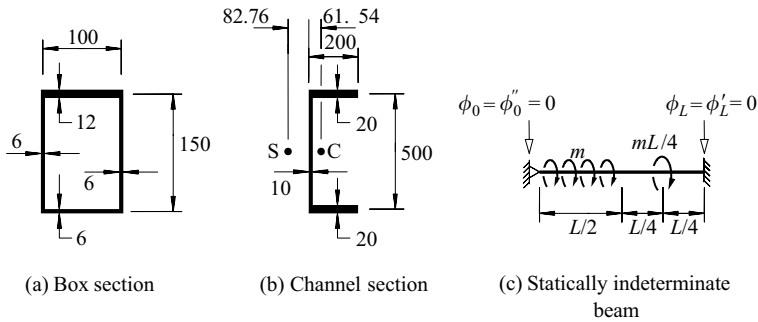 82.76
61. 54
100
200
12
20
6
6
150
S
C
500
10
6
20
ϕ₀ = ϕ₀″ = 0
ϕL = ϕ′L = 0
m
mL/4
L/2
L/4
L/4
(a) Box section
(b) Channel section
(c) Statically indeterminate
beam